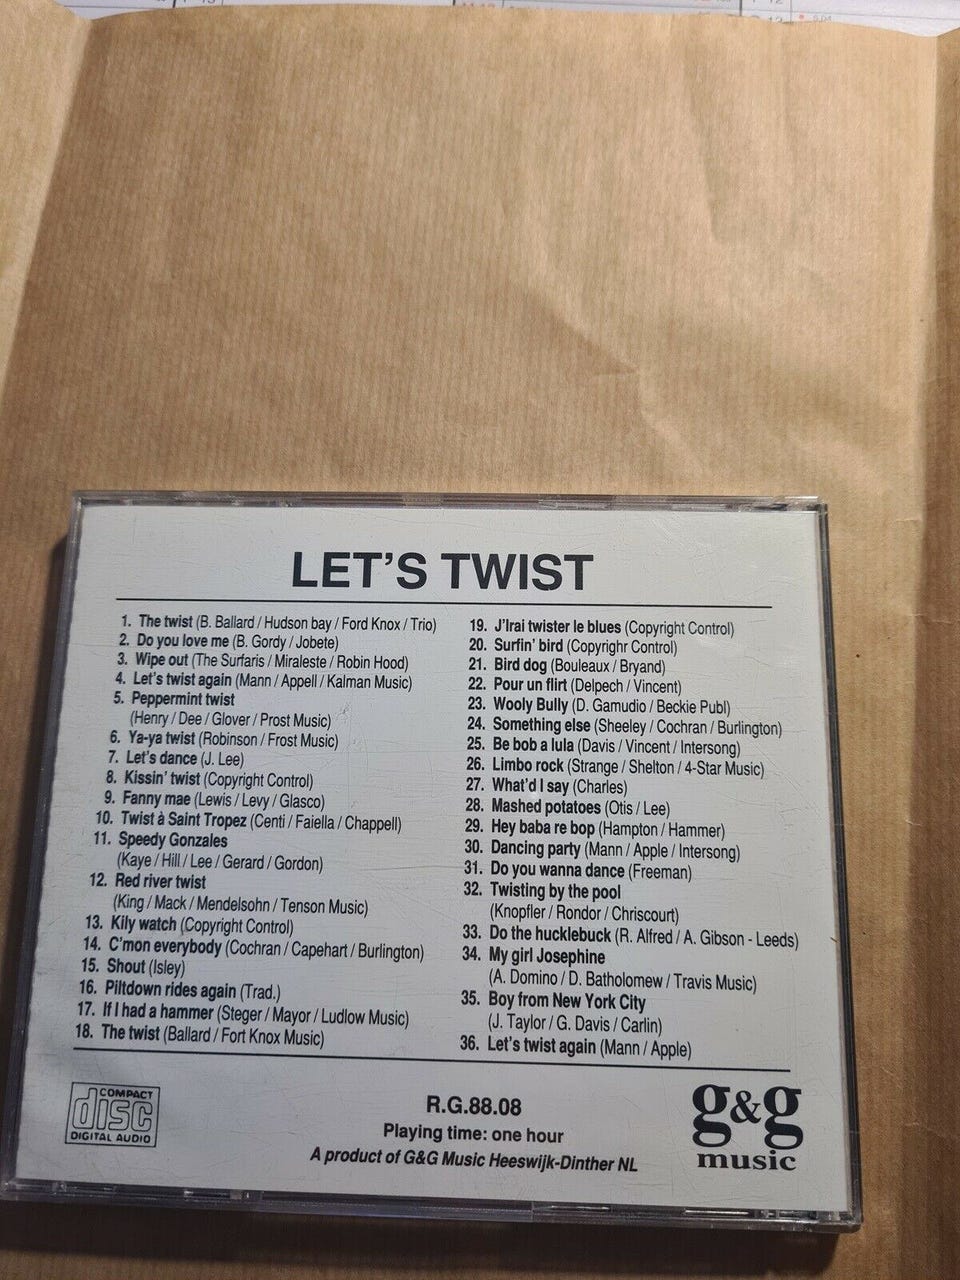 LET'S TWIST
1. The twist (B. Ballard / Hudson bay / Ford Knox / Trio)
2. Do you love me (B. Gordy / Jobete)
3. Wipe out (The Surfaris / Miraleste / Robin Hood)
4. Let's twist again (Mann / Appell / Kalman Music)
5. Peppermint twist
(Henry / Dee / Glover / Prost Music)
6. Ya-ya twist (Robinson / Frost Music)
7. Let's dance (J. Lee)
8. Kissin' twist (Copyright Control)
9. Fanny mae (Lewis / Levy / Glasco)
10. Twist à Saint Tropez (Centi / Faiella / Chappell)
11. Speedy Gonzales
(Kaye / Hill / Lee / Gerard / Gordon)
12. Red river twist
(King / Mack / Mendelsohn / Tenson Music)
13. Kily watch (Copyright Control)
14. C'mon everybody (Cochran / Capehart / Burlington)
15. Shout (Isley)
16. Piltdown rides again (Trad.)
17. If I had a hammer (Steger / Mayor / Ludlow Music)
18. The twist (Ballard / Fort Knox Music)
19. J'Irai twister le blues (Copyright Control)
20. Surfin' bird (Copyrighr Control)
21. Bird dog (Bouleaux / Bryand)
22. Pour un flirt (Delpech / Vincent)
23. Wooly Bully (D. Gamudio / Beckie Publ)
24. Something else (Sheeley / Cochran / Burlington)
25. Be bob a lula (Davis / Vincent / Intersong)
26. Limbo rock (Strange / Shelton / 4-Star Music)
27. What'd I say (Charles)
28. Mashed potatoes (Otis / Lee)
29. Hey baba re bop (Hampton / Hammer)
30. Dancing party (Mann / Apple / Intersong)
31. Do you wanna dance (Freeman)
32. Twisting by the pool
(Knopfler / Rondor / Chriscourt)
33. Do the hucklebuck (R. Alfred / A. Gibson - Leeds)
34. My girl Josephine
(A. Domino / D. Batholomew / Travis Music)
35. Boy from New York City
(J. Taylor / G. Davis / Carlin)
36. Let's twist again (Mann / Apple)
COMPACT
disc
DIGITAL AUDIO
R.G.88.08
Playing time: one hour
A product of G&G Music Heeswijk-Dinther NL
g&g
music